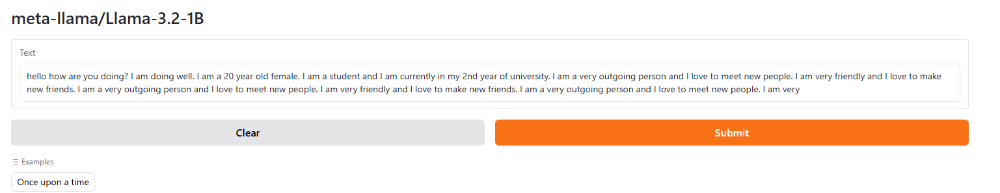 meta-llama/Llama-3.2-1B
Text
hello how are you doing? I am doing well. I am a 20 year old female. I am a student and I am currently in my 2nd year of university. I am a very outgoing person and I love to meet new people. I am very friendly and I love to make
new friends. I am a very outgoing person and I love to meet new people. I am very friendly and I love to make new friends. I am a very outgoing person and I love to meet new people. I am very
Clear
Submit
Examples
Once upon a time